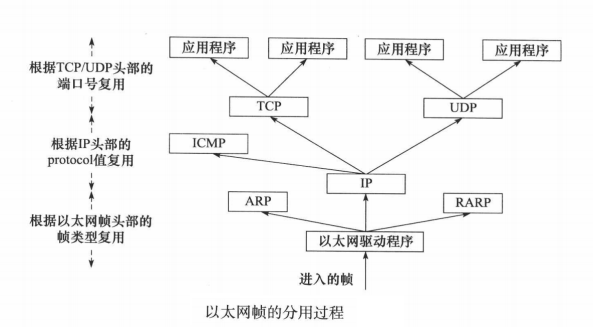 应用程序 应用程序 应用程序 应用程序
根据TCP/UDP头部的
端口号复用
TCP UDP
根据IP头部的
protocol值复用
ICMP
IP
ARP RARP
根据以太网帧头部的
帧类型复用
以太网驱动程序
进入的帧
以太网帧的分用过程